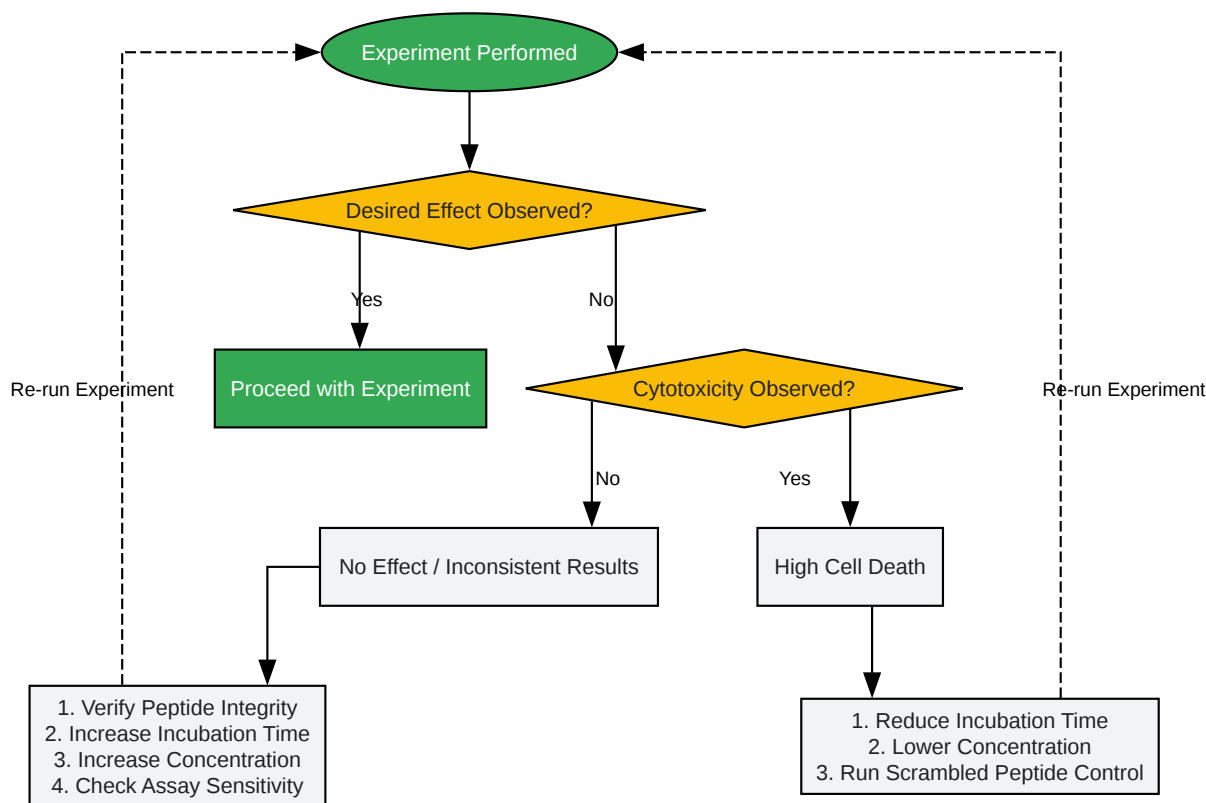 Experiment Performed
Desired Effect Observed?
Yes
No
Proceed with Experiment
Cytotoxicity Observed?
Re-run Experiment
Re-run Experiment
No
Yes
No Effect / Inconsistent Results
High Cell Death
1. Verify Peptide Integrity
2. Increase Incubation Time
3. Increase Concentration
4. Check Assay Sensitivity
1. Reduce Incubation Time
2. Lower Concentration
3. Run Scrambled Peptide Control